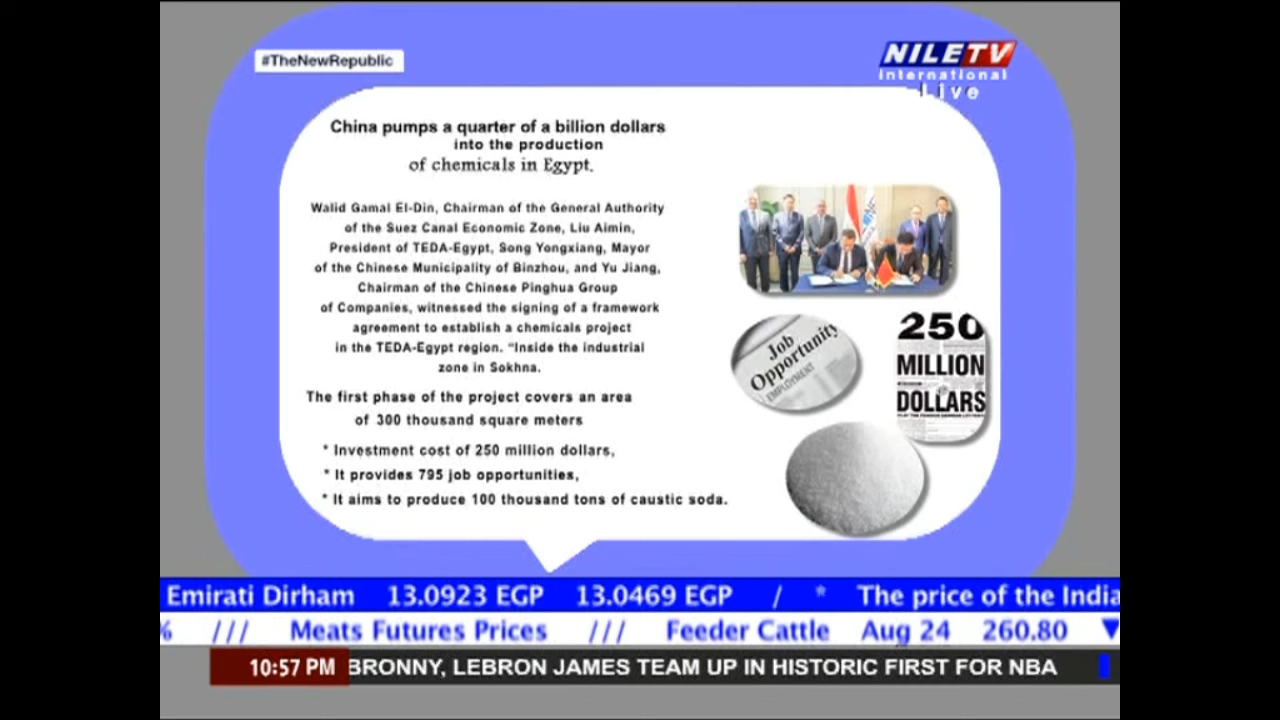 #TheNewRepublic
NILETV
international
Live
China pumps a quarter of a billion dollars
into the production
of chemicals in Egypt.
Walid Gamal El-Din, Chairman of the General Authority
of the Suez Canal Economic Zone, Liu Aimin,
President of TEDA-Egypt, Song Yongxiang, Mayor
of the Chinese Municipality of Binzhou, and Yu Jiang,
Chairman of the Chinese Pinghua Group
of Companies, witnessed the signing of a framework
agreement to establish a chemicals project
in the TEDA-Egypt region. “Inside the industrial
zone in Sokhna.
The first phase of the project covers an area
of 300 thousand square meters
* Investment cost of 250 million dollars,
* It provides 795 job opportunities,
* It aims to produce 100 thousand tons of caustic soda.
Job
Opportunity
EMPLOYMENT
250
MILLION
DOLLARS
Emirati Dirham 13.0923 EGP 13.0469 EGP / * The price of the India
% /// Meats Futures Prices /// Feeder Cattle Aug 24 260.80 ▼
10:57 PM BRONNY, LEBRON JAMES TEAM UP IN HISTORIC FIRST FOR NBA